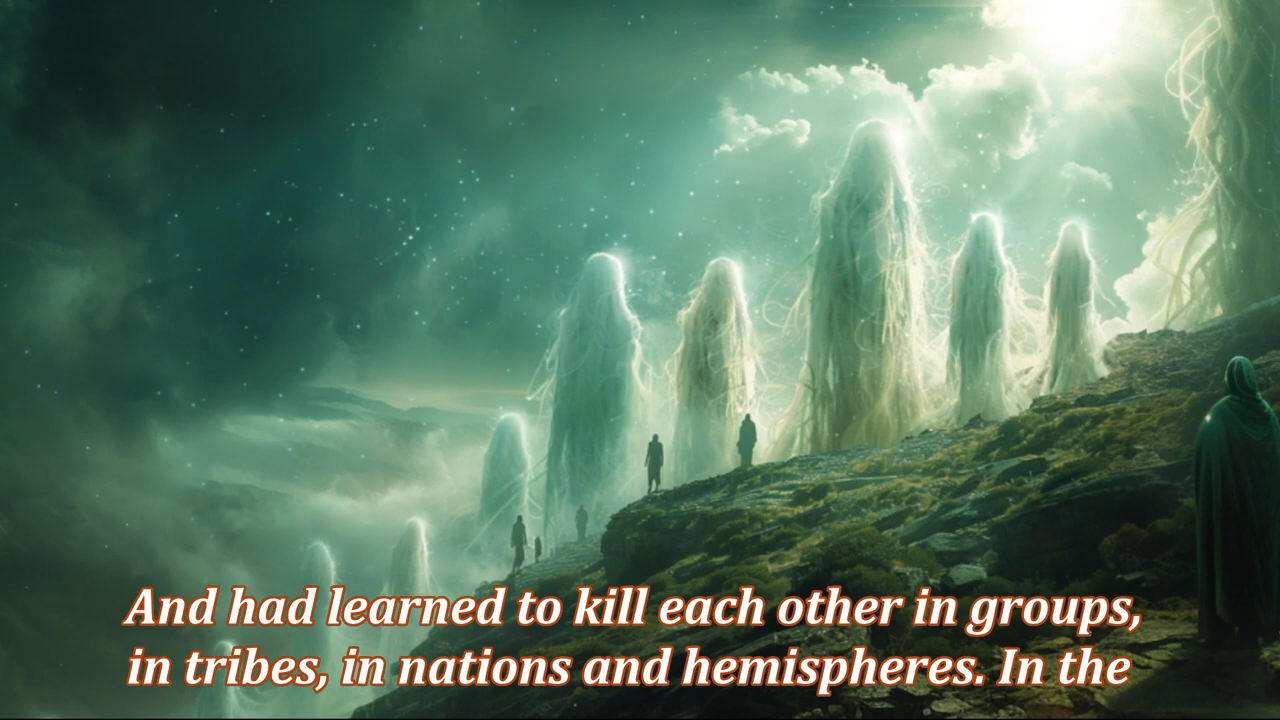 And had learned to kill each other in groups,
in tribes, in nations and hemispheres. In the